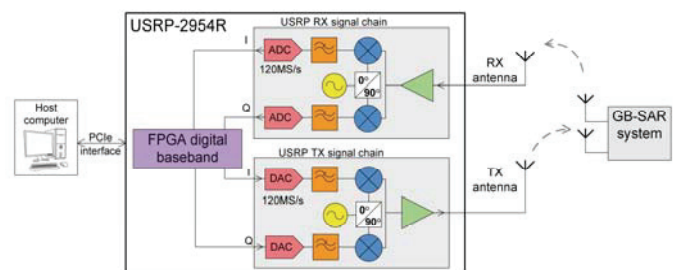 USRP-2954R
USRP RX signal chain
I
ADC
120MS/s
0°
90°
Q
ADC
RX
antenna
Host
computer
PCIe
interface
FPGA digital
baseband
GB-SAR
system
USRP TX signal chain
I
DAC
120MS/s
0°
90°
Q
DAC
TX
antenna